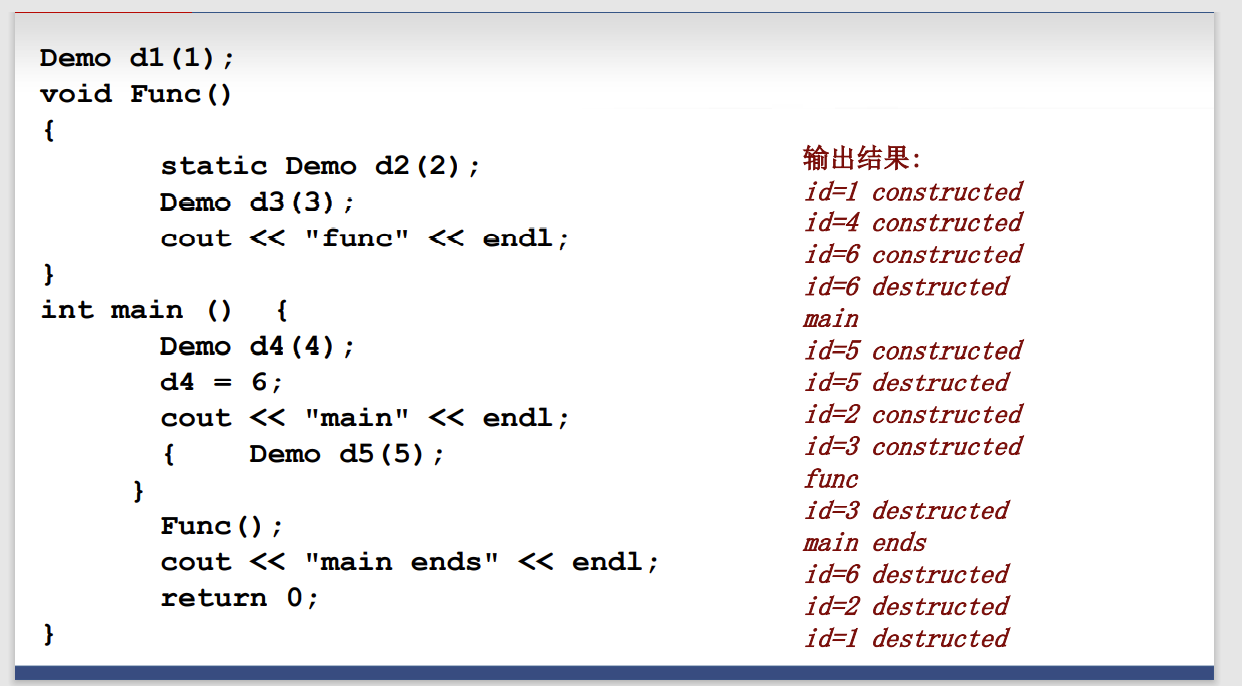 Demo d1(1);
void Func()
{
static Demo d2(2);
Demo d3(3);
cout << "func" << endl;
}
int main () {
Demo d4(4);
d4 = 6;
cout << "main" << endl;
{ Demo d5(5);
}
Func();
cout << "main ends" << endl;
return 0;
}
输出结果:
id=1 constructed
id=4 constructed
id=6 constructed
id=6 destructed
main
id=5 constructed
id=5 destructed
id=2 constructed
id=3 constructed
func
id=3 destructed
main ends
id=6 destructed
id=2 destructed
id=1 destructed